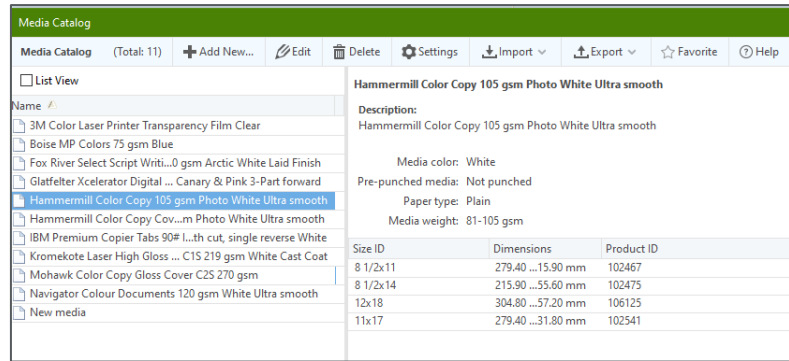 Media Catalog
Media Catalog (Total: 11) Add New... Edit Delete Settings Import Export Favorite Help
List View
Name
3M Color Laser Printer Transparency Film Clear
Boise MP Colors 75 gsm Blue
Fox River Select Script Writi...0 gsm Arctic White Laid Finish
Glatfelter Xcelerator Digital ... Canary & Pink 3-Part forward
Hammermill Color Copy 105 gsm Photo White Ultra smooth
Hammermill Color Copy Cov...m Photo White Ultra smooth
IBM Premium Copier Tabs 90# I...th cut, single reverse White
Kromekote Laser High Gloss ... C1S 219 gsm White Cast Coat
Mohawk Color Copy Gloss Cover C2S 270 gsm
Navigator Colour Documents 120 gsm White Ultra smooth
New media
Hammermill Color Copy 105 gsm Photo White Ultra smooth
Description:
Hammermill Color Copy 105 gsm Photo White Ultra smooth
Media color: White
Pre-punched media: Not punched
Paper type: Plain
Media weight: 81-105 gsm
Size ID Dimensions Product ID
8 1/2x11 279.40 ...15.90 mm 102467
8 1/2x14 215.90 ...55.60 mm 102475
12x18 304.80 ...57.20 mm 106125
11x17 279.40 ...31.80 mm 102541